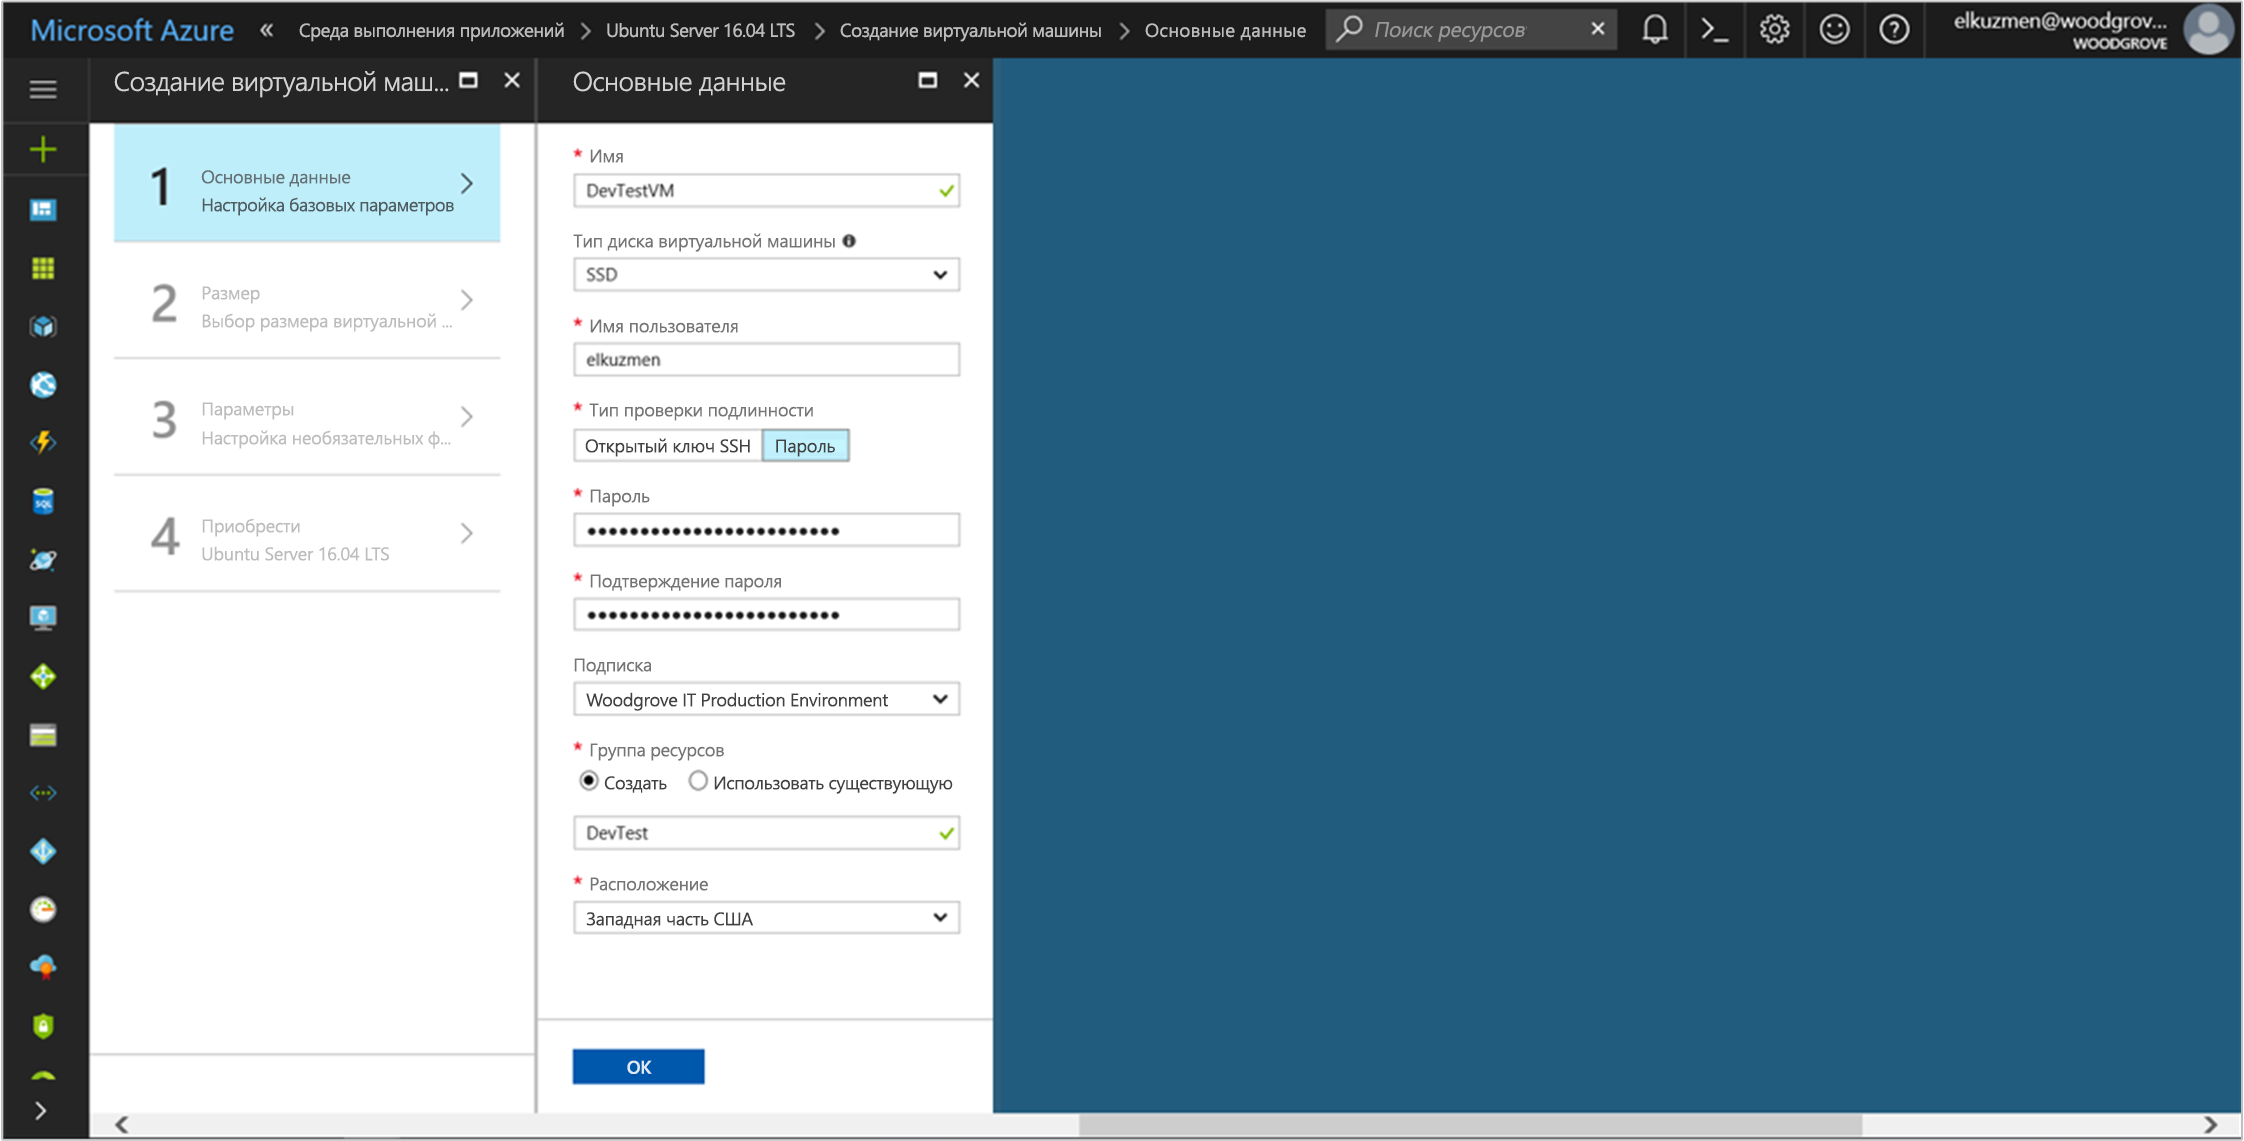 Microsoft Azure « Среда выполнения приложений > Ubuntu Server 16.04 LTS > Создание виртуальной машины > Основные данные Поиск ресурсов elkuzmen@woodgrov...
WOODGROVE
Создание виртуальной маш...
1 Основные данные
Настройка базовых параметров
2 Размер
Выбор размера виртуальной ...
3 Параметры
Настройка необязательных ф...
4 Приобрести
Ubuntu Server 16.04 LTS
Основные данные
* Имя
DevTestVM
Тип диска виртуальной машины
SSD
* Имя пользователя
elkuzmen
* Тип проверки подлинности
Открытый ключ SSH Пароль
* Пароль
* Подтверждение пароля
Подписка
Woodgrove IT Production Environment
* Группа ресурсов
Создать Использовать существующую
DevTest
* Расположение
Западная часть США
ОК
SQL